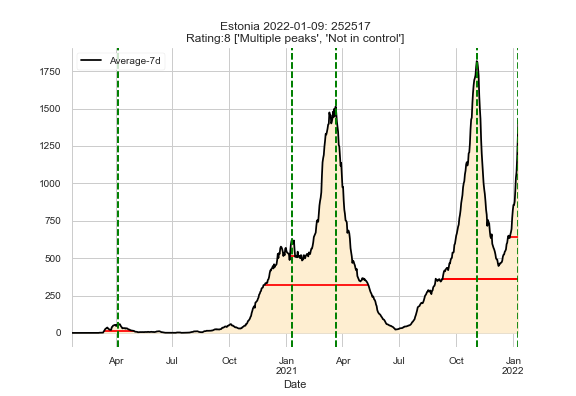 Estonia 2022-01-09: 252517
Rating:8 ['Multiple peaks', 'Not in control']
Average-7d
1750
1500
1250
1000
750
500
250
0
Apr Jul Oct Jan Apr Jul Oct Jan
2021 2022
Date